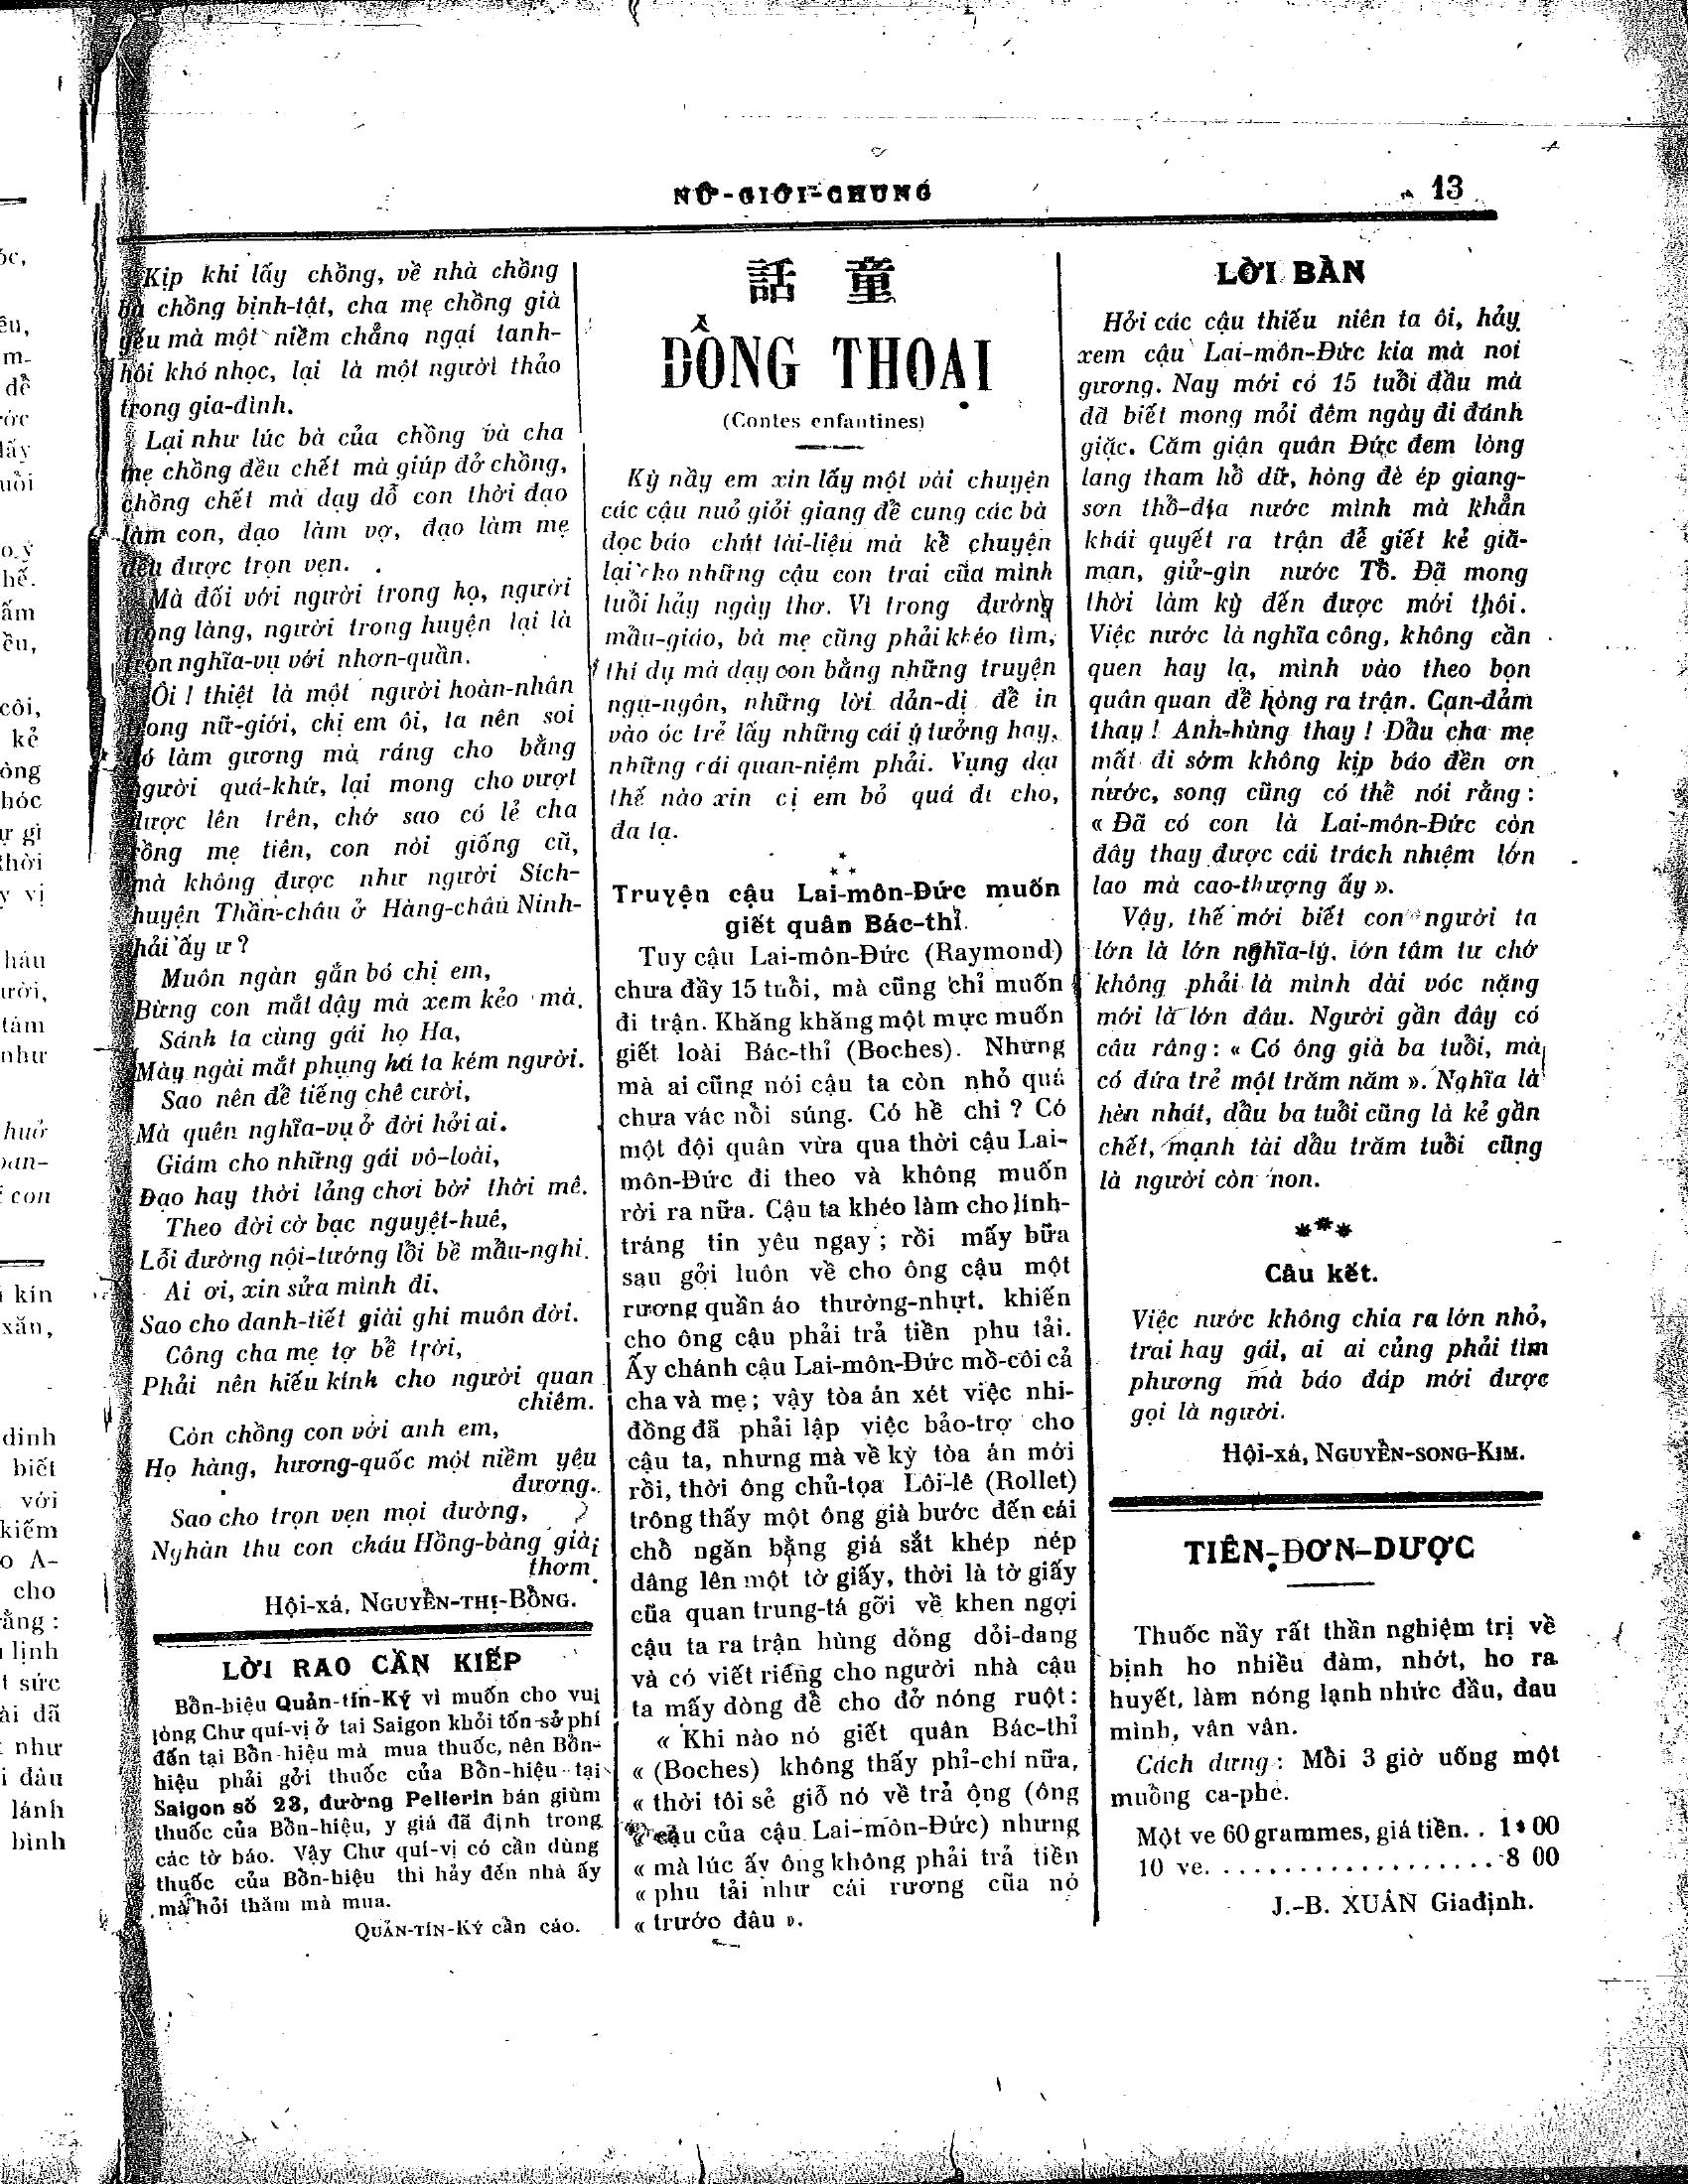 NỮ-GIỚI-CHUNG
13
Kịp khi lấy chồng, về nhà chồng
bà chồng bịnh-tật, cha mẹ chồng già
yếu mà một niềm chẳng ngại tanh-
hôi khó nhọc, lại là một người thảo
trong gia-đình.
Lại như lúc bà của chồng và cha
mẹ chồng đều chết mà giúp đở chồng,
chồng chết mà dạy dỗ con thời đạo
làm con, đạo làm vợ, đạo làm mẹ
đều được trọn vẹn.
Mà đối với người trong họ, người
trong làng, người trong huyện lại là
tròn nghĩa-vụ với nhơn-quần.
Ôi ! thiệt là một người hoàn-nhân
trong nữ-giới, chị em ôi, ta nên soi
đó làm gương mà ráng cho bằng
người quá-khứ, lại mong cho vượt
được lên trên, chớ sao có lẻ cha
rồng mẹ tiên, con nòi giống cũ,
mà không được như người Sích-
huyện Thần-châu ở Hàng-châu Ninh-
hải ấy ư ?
Muôn ngàn gắn bó chị em,
Bừng con mắt dậy mà xem kẻo mà.
Sánh ta cùng gái họ Ha,
Mày ngài mắt phụng há ta kém người.
Sao nên để tiếng chê cười,
Mà quên nghĩa-vụ ở đời hởi ai.
Giám cho những gái vô-loài,
Đạo hay thời lảng chơi bời thời mê.
Theo đời cờ bạc nguyệt-huê,
Lỗi đường nội-tướng lồi bề mẫu-nghi.
Ai ơi, xin sửa mình đi,
Sao cho danh-tiết giải ghi muôn đời.
Công cha mẹ tợ bể trời,
Phải nên hiếu kính cho người quan
chiêm.
Còn chồng con với anh em,
Họ hàng, hương-quốc một niềm yêu
đương.
Sao cho trọn vẹn mọi đường,
Nghàn thu con cháu Hồng-bàng giá
thơm.
Hội-xá, NGUYỄN-THỊ-BỒNG.
LỜI RAO CẦN KIẾP
Bổn-hiệu Quản-tín-Ký vì muốn cho vui
lòng Chư quí-vị ở tại Saigon khỏi tốn sở phí
đến tại Bổn-hiệu mà mua thuốc, nên Bổn-
hiệu phải gởi thuốc của Bổn-hiệu tại
Saigon số 23, đường Pellerin bán giùm
thuốc của Bổn-hiệu, y giá đã định trong
các tờ báo. Vậy Chư quí-vị có cần dùng
thuốc của Bổn-hiệu thì hảy đến nhà ấy
mà hỏi thăm mà mua.
QUẢN-TÍN-KÝ cẩn cáo.
話 童
ĐỒNG THOẠI
(Contes enfantines)
Kỳ nầy em xin lấy một vài chuyện
các cậu nuỏ giỏi giang để cung các bà
đọc báo chút tài-liệu mà kể chuyện
lại cho những cậu con trai của mình
tuổi hảy ngày thơ. Vì trong đường
mẫu-giáo, bà mẹ cũng phải khéo tìm,
thí dụ mà dạy con bằng những truyện
ngụ-ngôn, những lời dản-dị để in
vào óc trẻ lấy những cái ý tưởng hay,
những cái quan-niệm phải. Vụng dại
thế nào xin cị em bỏ quá đi cho,
đa tạ.
* * *
Truyện cậu Lai-môn-Đức muốn
giết quân Bác-thỉ.
Tuy cậu Lai-môn-Đức (Raymond)
chưa đầy 15 tuổi, mà cũng chỉ muốn
đi trận. Khăng khăng một mực muốn
giết loài Bác-thỉ (Boches). Nhưng
mà ai cũng nói cậu ta còn nhỏ quá
chưa vác nổi súng. Có hề chi ? Có
một đội quân vừa qua thời cậu Lai-
môn-Đức đi theo và không muốn
rời ra nữa. Cậu ta khéo làm cho lính-
tráng tin yêu ngay ; rồi mấy bữa
sau gởi luôn về cho ông cậu một
rương quần áo thường-nhựt, khiến
cho ông cậu phải trả tiền phu tải.
Ấy chánh cậu Lai-môn-Đức mồ-côi cả
cha và mẹ ; vậy tòa án xét việc nhi-
đồng đã phải lập việc bảo-trợ cho
cậu ta, nhưng mà về kỳ tòa án mới
rồi, thời ông chủ-tọa Lôi-lê (Rollet)
trông thấy một ông già bước đến cái
chỗ ngăn bằng giá sắt khép nép
dâng lên một tờ giấy, thời là tờ giấy
của quan trung-tá gởi về khen ngợi
cậu ta ra trận hùng dỏng dỏi-dang
và có viết riêng cho người nhà cậu
ta mấy dòng để cho đở nóng ruột :
« Khi nào nó giết quân Bác-thỉ
« (Boches) không thấy phỉ-chí nữa,
« thời tôi sẻ giỗ nó về trả ông (ông
« cậu của cậu Lai-môn-Đức) nhưng
« mà lúc ấy ông không phải trả tiền
« phu tải như cái rương của nó
« trước đâu ».
LỜI BÀN
Hởi các cậu thiếu niên ta ôi, hảy
xem cậu Lai-môn-Đức kia mà noi
gương. Nay mới có 15 tuổi đầu mà
đã biết mong mỏi đêm ngày đi đánh
giặc. Căm giận quân Đức đem lòng
lang tham hồ dữ, hòng đè ép giang-
sơn thổ-địa nước mình mà khẳn
khái quyết ra trận để giết kẻ giã-
man, giử-gìn nước Tổ. Đã mong
thời làm kỳ đến được mới thôi.
Việc nước là nghĩa công, không cần
quen hay lạ, mình vào theo bọn
quân quan để hòng ra trận. Cạn-đảm
thay ! Anh-hùng thay ! Dầu cha mẹ
mất đi sớm không kịp báo đền ơn
nước, song cũng có thể nói rằng :
« Đã có con là Lai-môn-Đức còn
đây thay được cái trách nhiệm lớn
lao mà cao-thượng ấy ».
Vậy, thế mới biết con người ta
lớn là lớn nghĩa-lý, lớn tâm tư chớ
không phải là mình dài vóc nặng
mới là lớn đâu. Người gần đây có
câu rằng : « Có ông già ba tuổi, mà
có đứa trẻ một trăm năm ». Nghĩa là
hèn nhát, dầu ba tuổi cũng là kẻ gần
chết, mạnh tài dầu trăm tuổi cũng
là người còn non.
***
Câu kết.
Việc nước không chia ra lớn nhỏ,
trai hay gái, ai ai củng phải tìm
phương mà báo đáp mới được
gọi là người.
Hội-xá, NGUYỄN-SONG-KIM.
TIÊN-ĐƠN-DƯỢC
Thuốc nầy rất thần nghiệm trị về
bịnh ho nhiều đàm, nhớt, ho ra
huyết, làm nóng lạnh nhức đầu, đau
mình, vân vân.
Cách dưng : Mỗi 3 giờ uống một
muỗng ca-phe.
Một ve 60 grammes, giá tiền. . 1$00
10 ve. . . . . . . . . . . . . . . . . . . 8 00
J.-B. XUÂN Giađịnh.